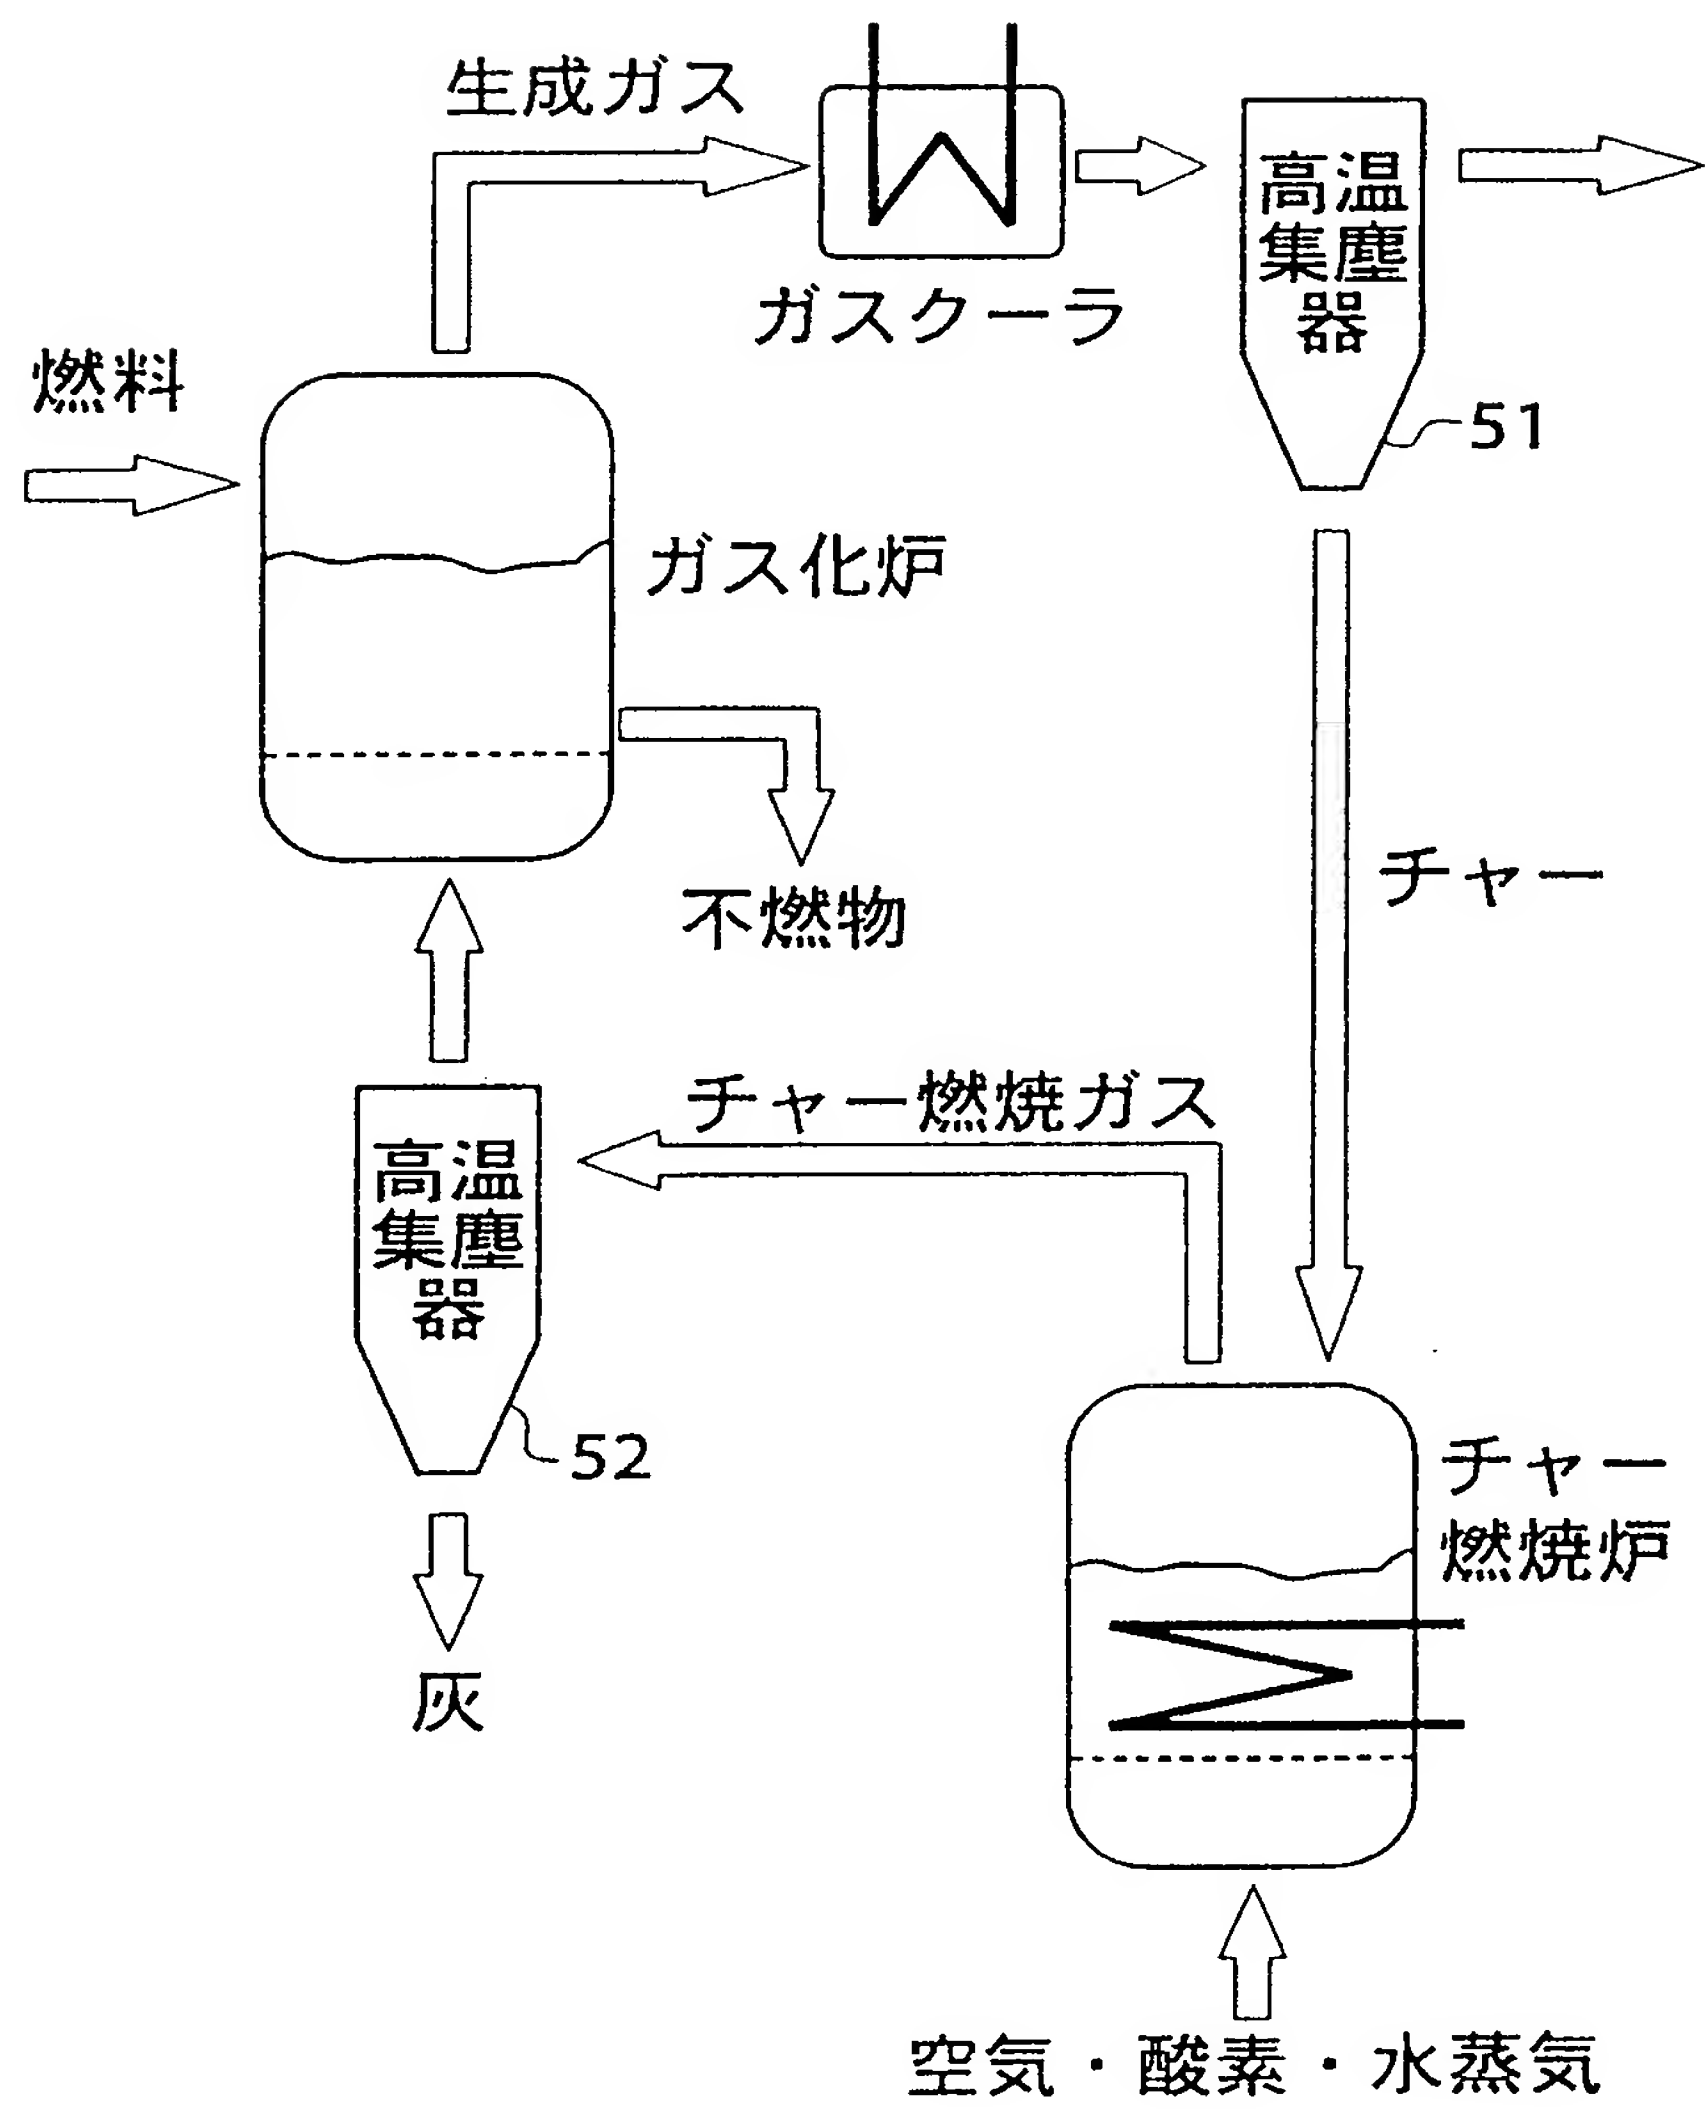 生成ガス
高温
集塵
器
ガスクーラ
燃料
51
ガス化炉
チャー
不燃物
チャー燃焼ガス
高温
集塵
器
52
チャー
燃焼炉
灰
空気・酸素・水蒸気